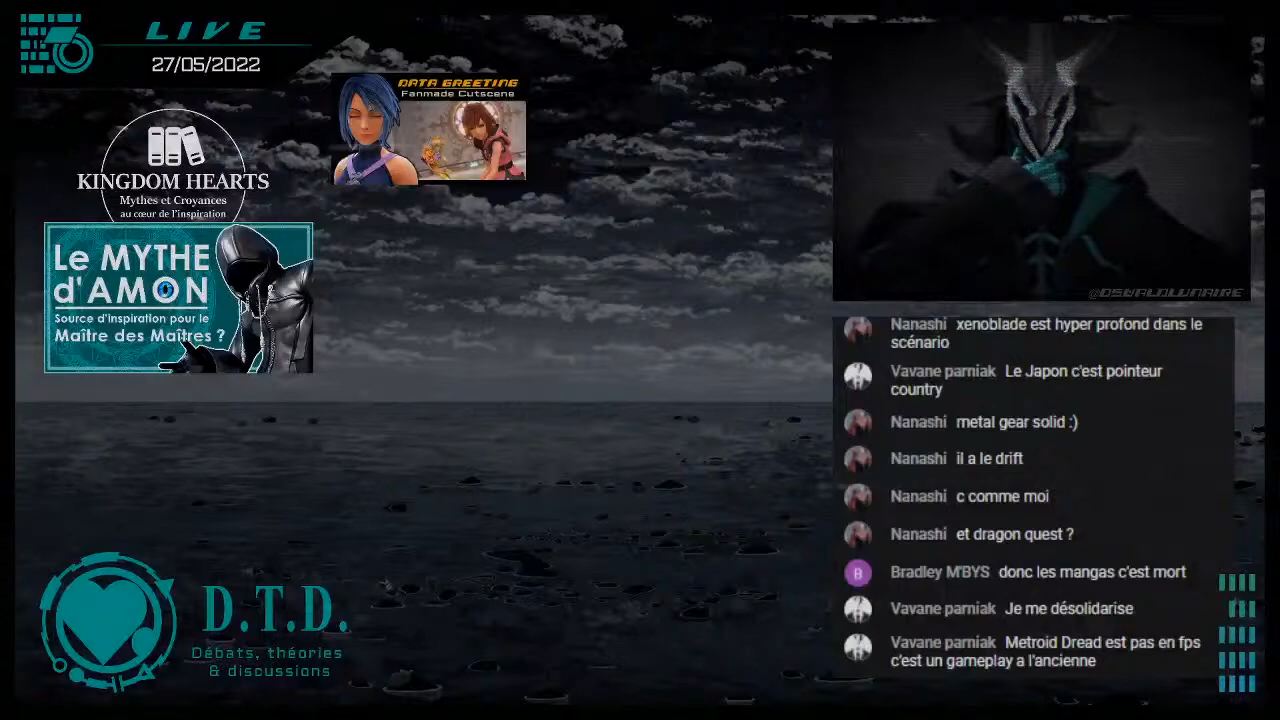 LIVE
27/05/2022
KINGDOM HEARTS
Mythes et Croyances
au cœur de l'inspiration
Le MYTHE
d'AMON
Source d'inspiration pour le
Maître des Maîtres ?
DATA GREETING
Fanmade Cutscene
@OSWALDLUNAIRE
Nanashi xenoblade est hyper profond dans le
scénario
Vavane parniak Le Japon c'est pointeur
country
Nanashi metal gear solid :)
Nanashi il a le drift
Nanashi c comme moi
Nanashi et dragon quest ?
B Bradley M'BYS donc les mangas c'est mort
Vavane parniak Je me désolidarise
Vavane parniak Metroid Dread est pas en fps
c'est un gameplay a l'ancienne
D.T.D.
Débats, théories
& discussions